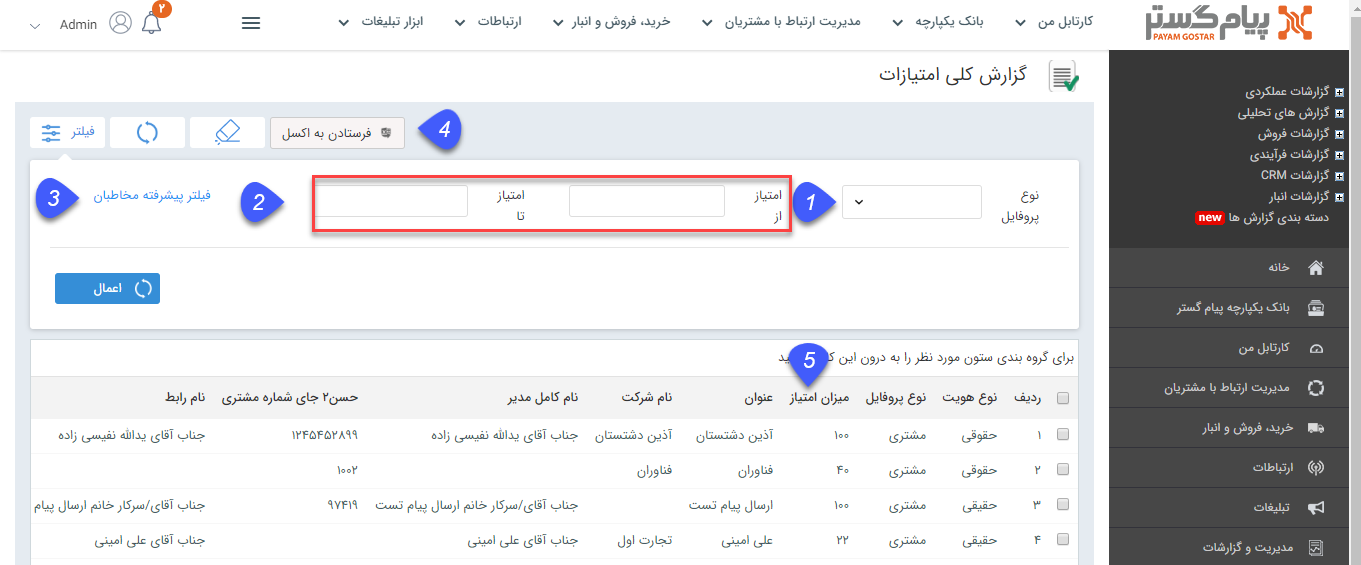 پیام گستر
PAYAM GOSTAR
کارتابل من
بانک یکپارچه
مدیریت ارتباط با مشتریان
خرید، فروش و انبار
ارتباطات
ابزار تبلیغات
۲
Admin
گزارش کلی امتیازات
گزارشات عملکردی
گزارش های تحلیلی
گزارشات فروش
گزارشات فرآیندی
گزارشات CRM
گزارشات انبار
دسته بندی گزارش ها new
خانه
بانک یکپارچه پیام گستر
کارتابل من
مدیریت ارتباط با مشتریان
خرید، فروش و انبار
ارتباطات
تبلیغات
مدیریت و گزارشات
4
فرستادن به اکسل
فیلتر
نوع
پروفایل
1
امتیاز
از
امتیاز
تا
2
فیلتر پیشرفته مخاطبان
3
اعمال
برای گروه بندی ستون مورد نظر را به درون این
5
ردیف نوع هویت نوع پروفایل میزان امتیاز عنوان نام شرکت نام کامل مدیر حسن۲ جای شماره مشتری نام رابط
۱ حقوقی مشتری ۱۰۰ آذین دشتستان آذین دشتستان جناب آقای یدالله نفیسی زاده ۱۲۴۵۴۵۲۸۹۹ جناب آقای یدالله نفیسی زاده
۲ حقوقی مشتری ۴۰ فناوران فناوران ۱۰۰۲
۳ حقیقی مشتری ۱۰۰ ارسال پیام تست جناب آقای/سرکار خانم ارسال پیام تست ۹۷۴۱۹ جناب آقای/سرکار خانم ارسال پیام
۴ حقیقی مشتری ۲۲ علی امینی تجارت اول جناب آقای علی امینی جناب آقای علی امینی